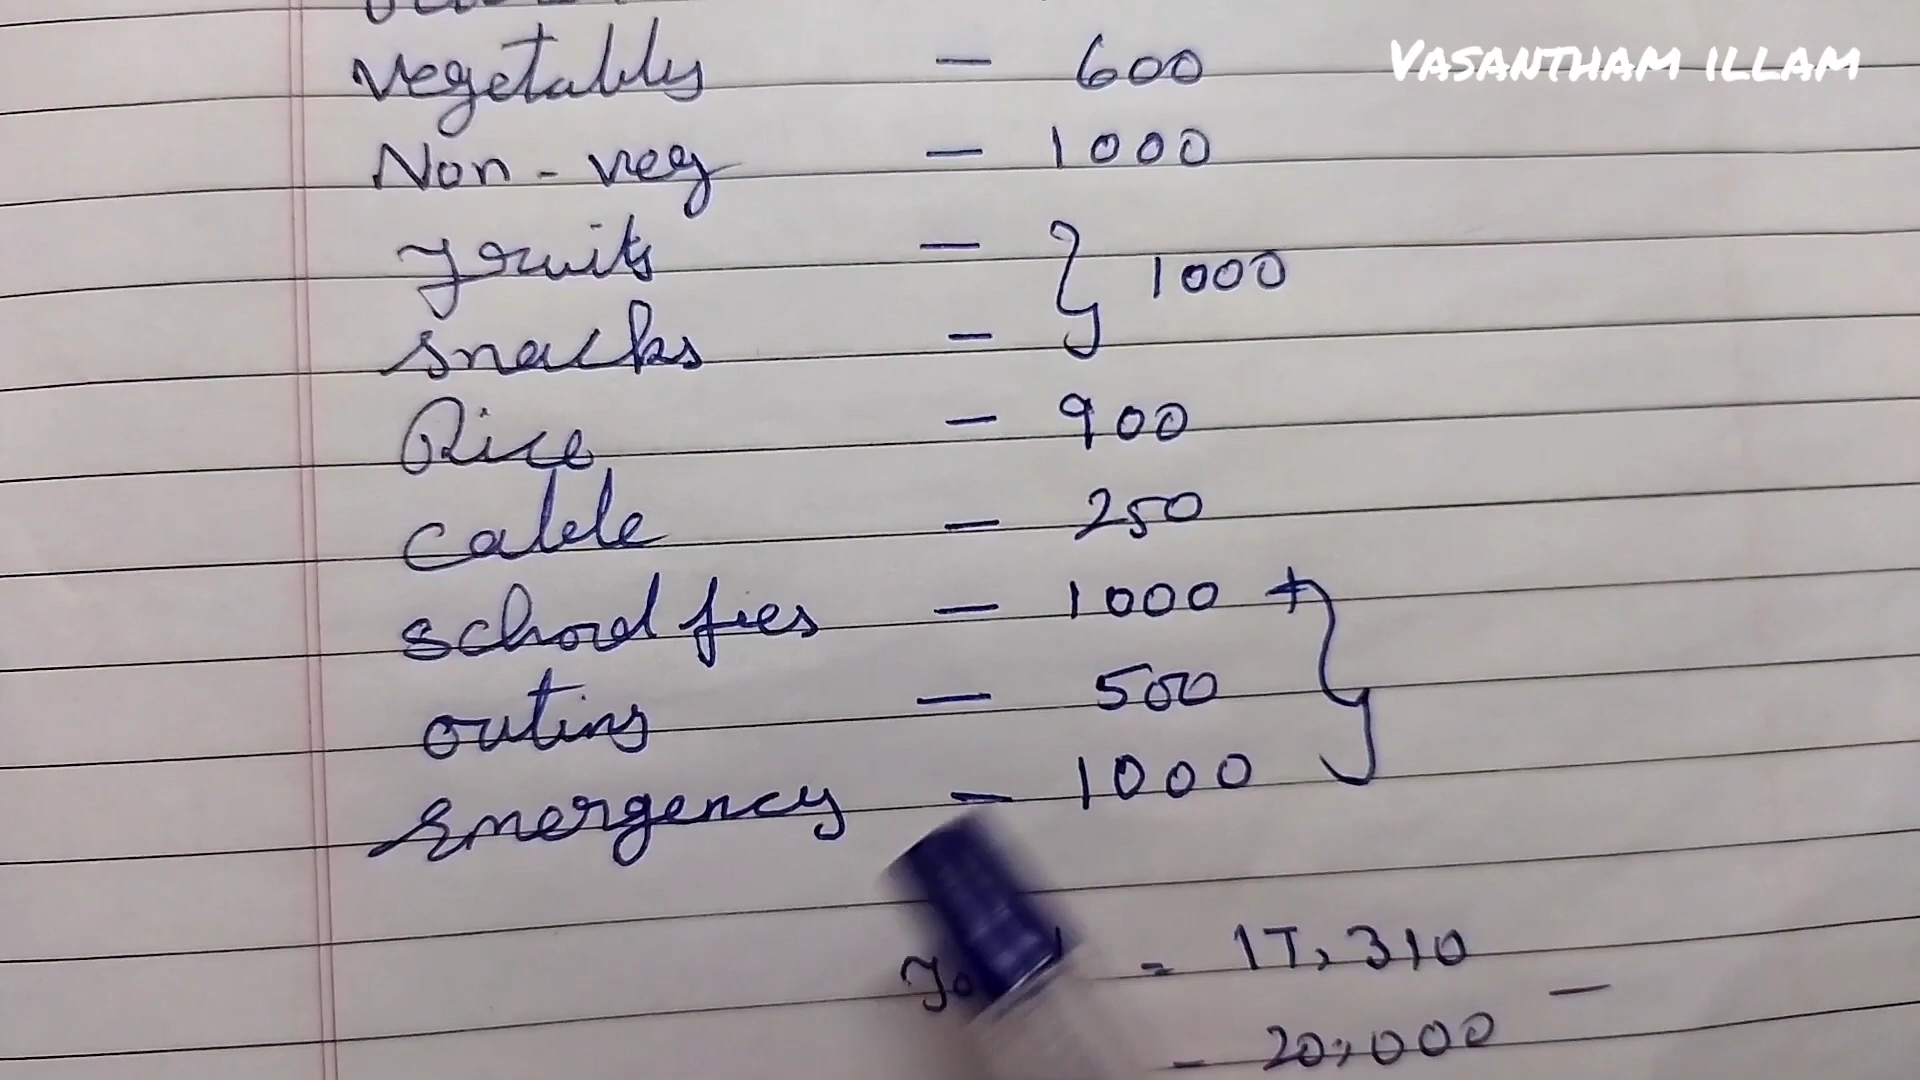 VASANTHAM ILLAM
Vegetables - 600
Non-veg - 1000
Fruits -
Snacks - } 1000
Rice - 900
Cable - 250
School fees - 1000 +
Outing - 500 }
Emergency - 1000
= 17,310
- 20,000 -